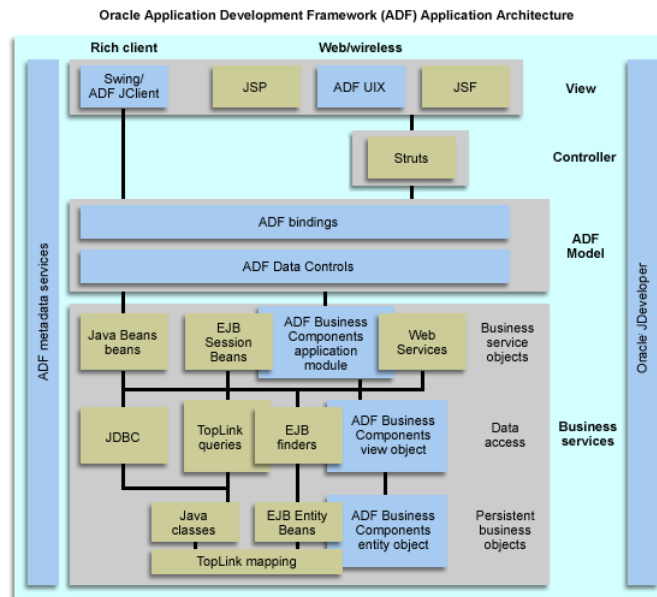 Oracle Application Development Framework (ADF) Application Architecture
Rich client
Web/wireless
Swing/
ADF JClient
JSP
ADF UIX
JSF
View
Struts
Controller
ADF bindings
ADF Data Controls
ADF
Model
ADF metadata services
Oracle JDeveloper
Java Beans
beans
EJB
Session
Beans
ADF Business
Components
application
module
Web
Services
Business
service
objects
JDBC
TopLink
queries
EJB
finders
ADF Business
Components
view object
Data
access
Business
services
Java
classes
EJB Entity
Beans
ADF Business
Components
entity object
Persistent
business
objects
TopLink mapping